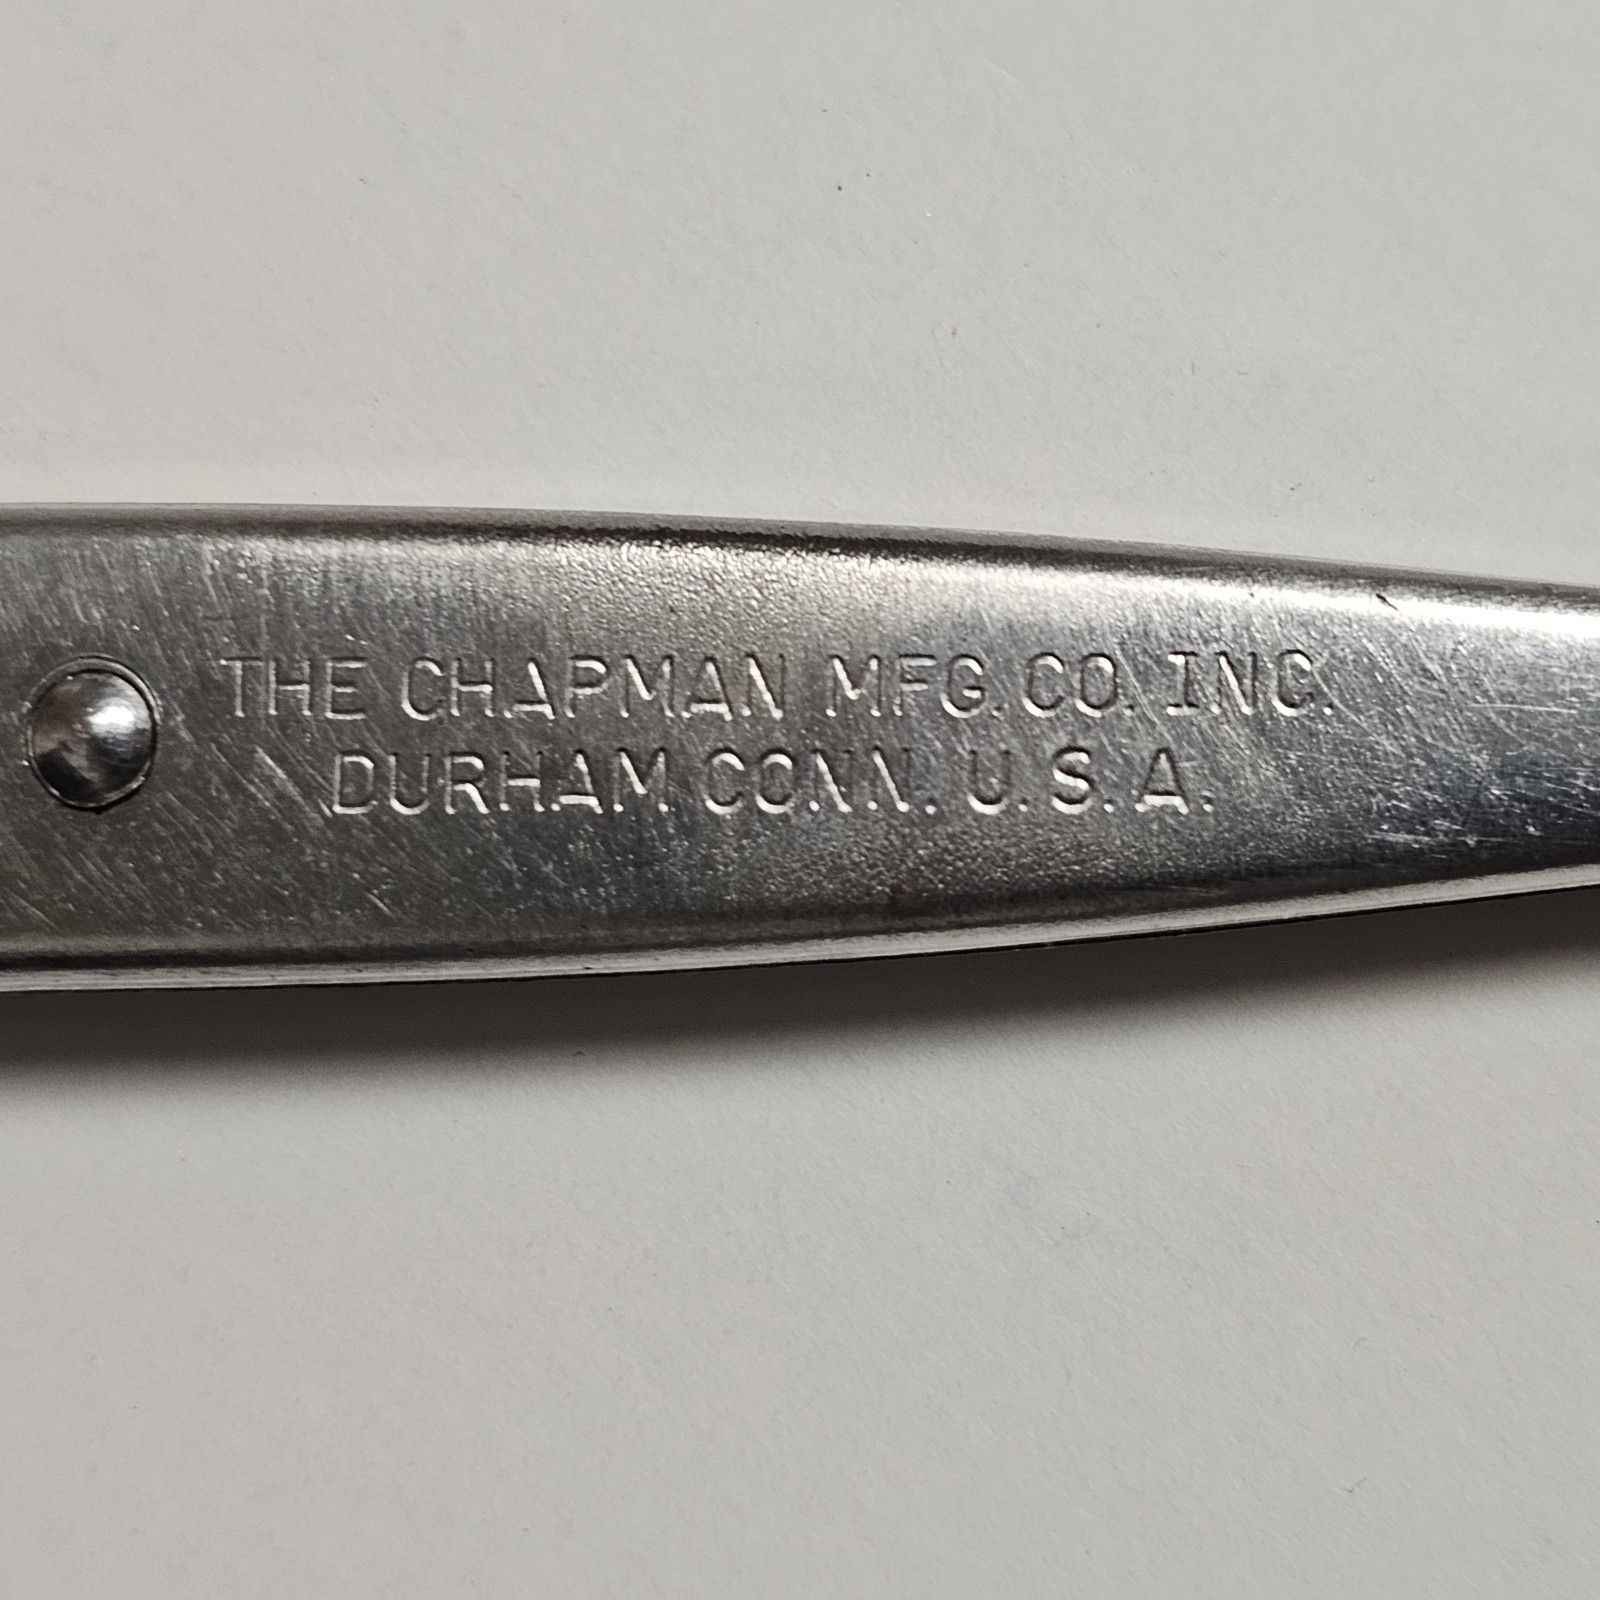 THE CHAPMAN MFG. CO. INC.
DURHAM CONN. U.S.A.